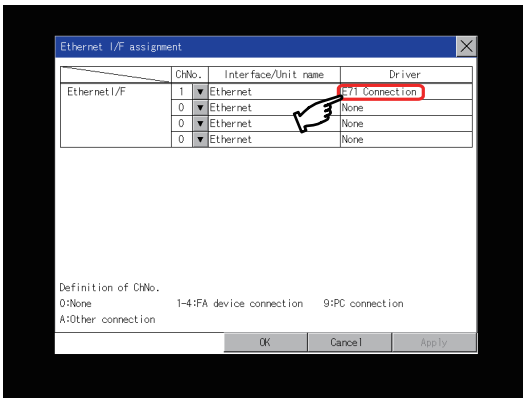 Ethernet I/F assignment
ChNo. Interface/Unit name Driver
EthernetI/F 1 ▼ Ethernet E71 Connection
0 ▼ Ethernet None
0 ▼ Ethernet None
0 ▼ Ethernet None
Definition of ChNo.
0:None 1-4:FA device connection 9:PC connection
A:Other connection
OK Cancel Apply